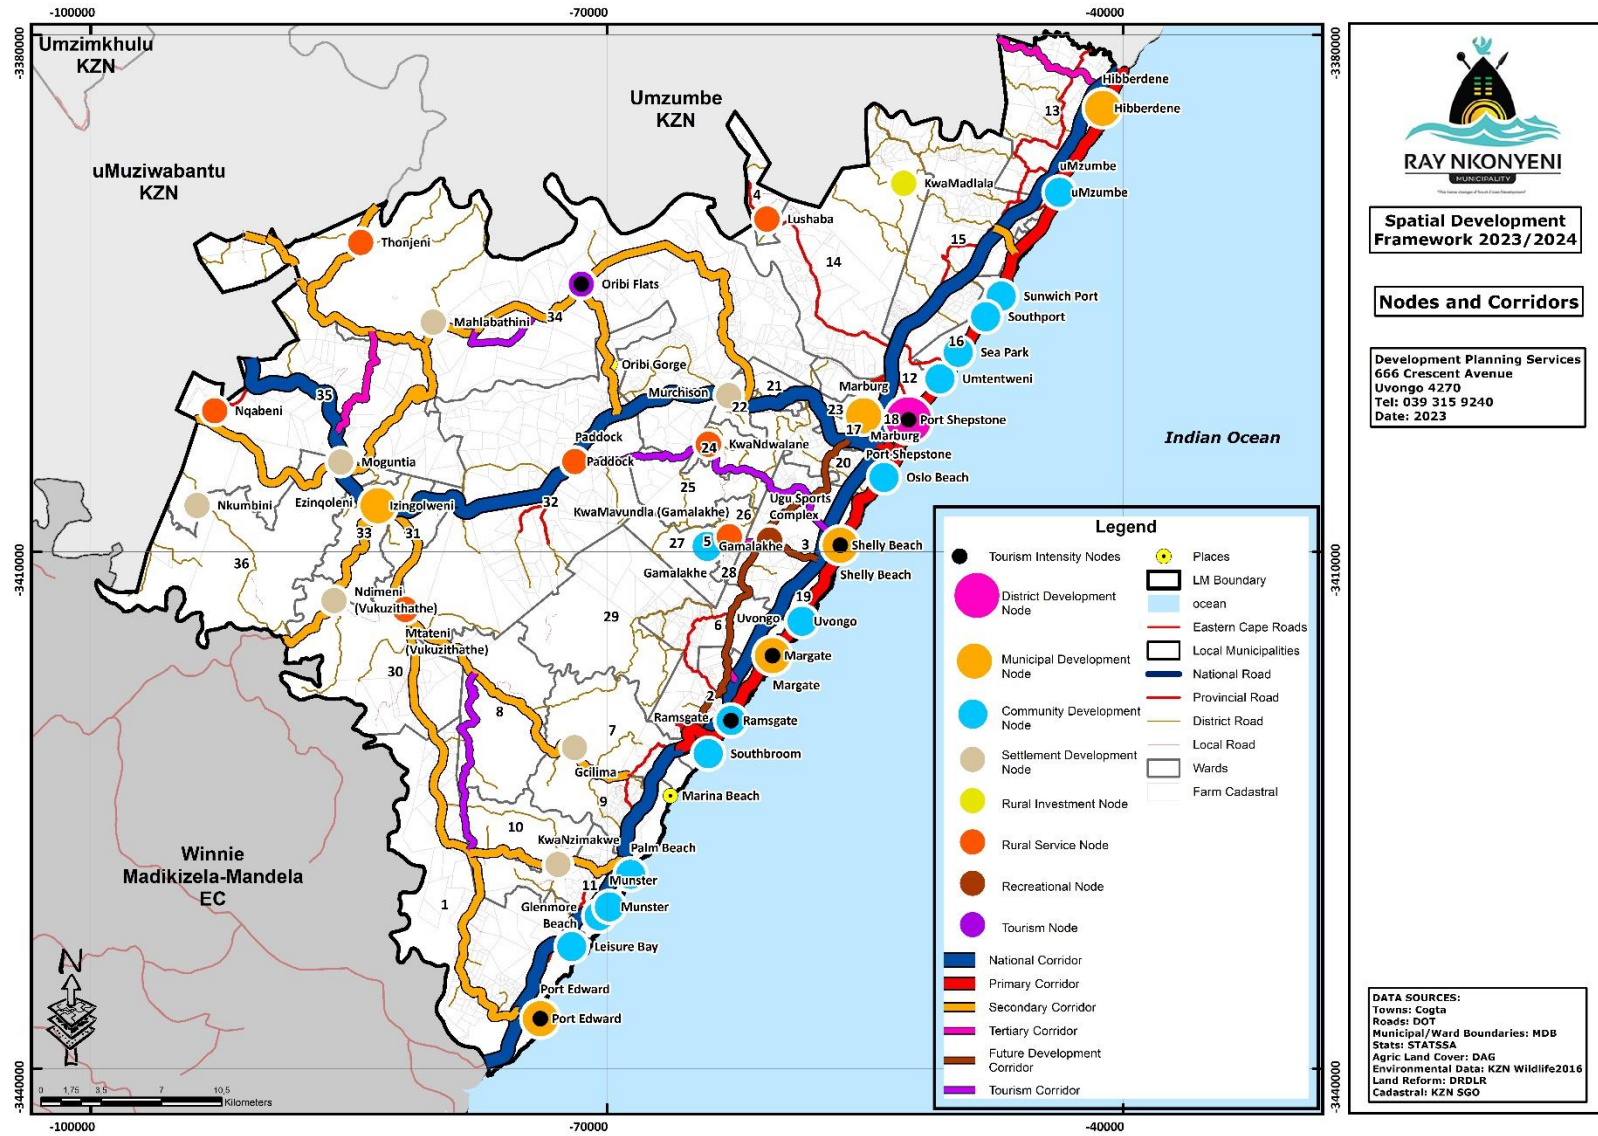 -100000
-70000
-40000
-3380000
-3380000
Umzimkhulu
KZN
Umzumbe
KZN
uMuziwabantu
KZN
Hibberdene
Hibberdene
13
uMzumbe
uMzumbe
KwaMadlala
4
Lushaba
15
14
Thonjeni
Oribi Flats
Sunwich Port
Southport
Mahlabathini
34
16
Sea Park
Oribi Gorge
Umtentweni
12
Marburg
21
Murchison
35
22
23
Nqabeni
18
Port Shepstone
17
Marburg
Paddock
24
KwaNdwalane
Port Shepstone
Indian Ocean
Moguntia
Paddock
20
Oslo Beach
25
Ugu Sports
Complex
Nkumbini
Ezinqoleni
Izingolweni
32
KwaMavundla (Gamalakhe)
26
33
31
27
5
Gamalakhe
3
Shelly Beach
-3410000
-3410000
36
Gamalakhe
28
Shelly Beach
Ndimeni
(Vukuzithathe)
19
29
6
Uvongo
Uvongo
Mtateni
(Vukuzithathe)
30
Margate
Margate
2
8
Ramsgate
Ramsgate
7
Southbroom
Gcilima
9
Marina Beach
10
KwaNzimakwe
Palm Beach
Winnie
Madikizela-Mandela
EC
11
Munster
1
Glenmore
Beach
Munster
Leisure Bay
Port Edward
Port Edward
N
0 1,75 3,5 7 10,5
Kilometers
-3440000
-3440000
-100000
-70000
-40000
Legend
Tourism Intensity Nodes
District Development
Node
Municipal Development
Node
Community Development
Node
Settlement Development
Node
Rural Investment Node
Rural Service Node
Recreational Node
Tourism Node
National Corridor
Primary Corridor
Secondary Corridor
Tertiary Corridor
Future Development
Corridor
Tourism Corridor
Places
LM Boundary
ocean
Eastern Cape Roads
Local Municipalities
National Road
Provincial Road
District Road
Local Road
Wards
Farm Cadastral
RAY NKONYENI
MUNICIPALITY
Spatial Development
Framework 2023/2024
Nodes and Corridors
Development Planning Services
666 Crescent Avenue
Uvongo 4270
Tel: 039 315 9240
Date: 2023
DATA SOURCES:
Towns: Cogta
Roads: DOT
Municipal/Ward Boundaries: MDB
Stats: STATSSA
Agric Land Cover: DAG
Environmental Data: KZN Wildlife2016
Land Reform: DRDLR
Cadastral: KZN SGO